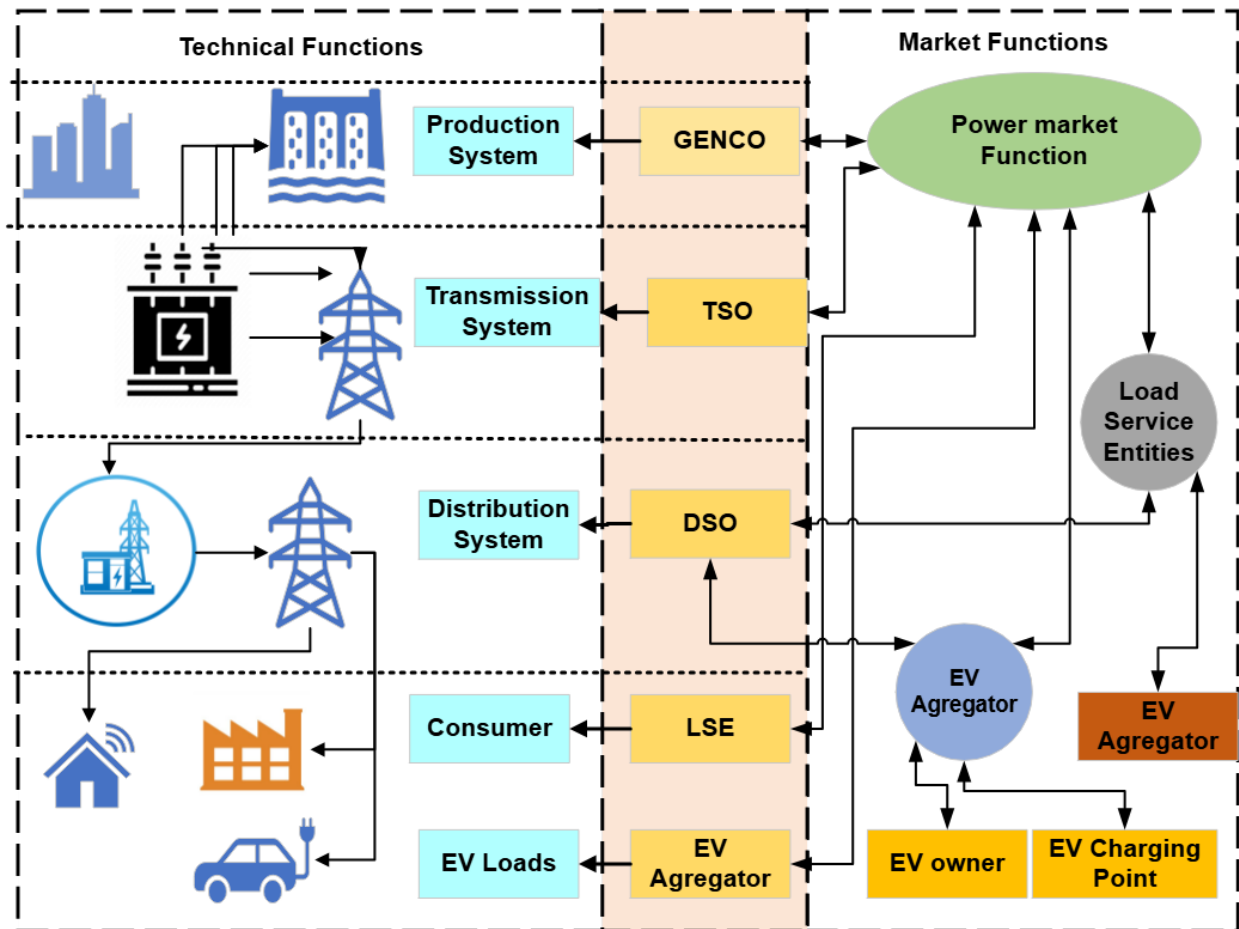 Technical Functions
Market Functions
Production
System
GENCO
Power market
Function
Transmission
System
TSO
Load
Service
Entities
Distribution
System
DSO
EV
Agregator
Consumer
LSE
EV
Agregator
EV Loads
EV
Agregator
EV owner
EV Charging
Point